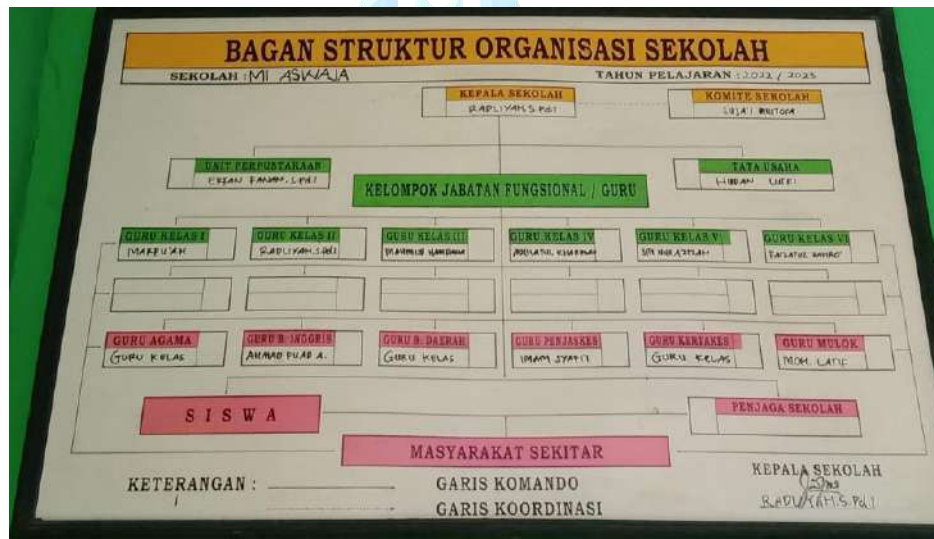 BAGAN STRUKTUR ORGANISASI SEKOLAH
SEKOLAH : MI ASWAJA
TAHUN PELAJARAN : 2022 / 2023
KEPALA SEKOLAH
RADLIYAH.S.Pd.I
KOMITE SEKOLAH
UNIT PERPUSTAKAAN
S.Pd.I
TATA USAHA
KELOMPOK JABATAN FUNGSIONAL / GURU
GURU KELAS I
MARFU'AH
GURU KELAS II
RADLIYAH.S.Pd.I
GURU KELAS III
GURU KELAS IV
GURU KELAS V
GURU KELAS VI
GURU AGAMA
GURU KELAS
GURU B. INGGRIS
AHMAD FUAD A.
GURU B. DAERAH
GURU KELAS
GURU PENJASKES
IMAM
GURU KERTAKES
GURU KELAS
GURU MULOK
MOH. LATIF
SISWA
PENJAGA SEKOLAH
MASYARAKAT SEKITAR
KETERANGAN :
GARIS KOMANDO
GARIS KOORDINASI
KEPALA SEKOLAH
RADLIYAH.S.Pd.I